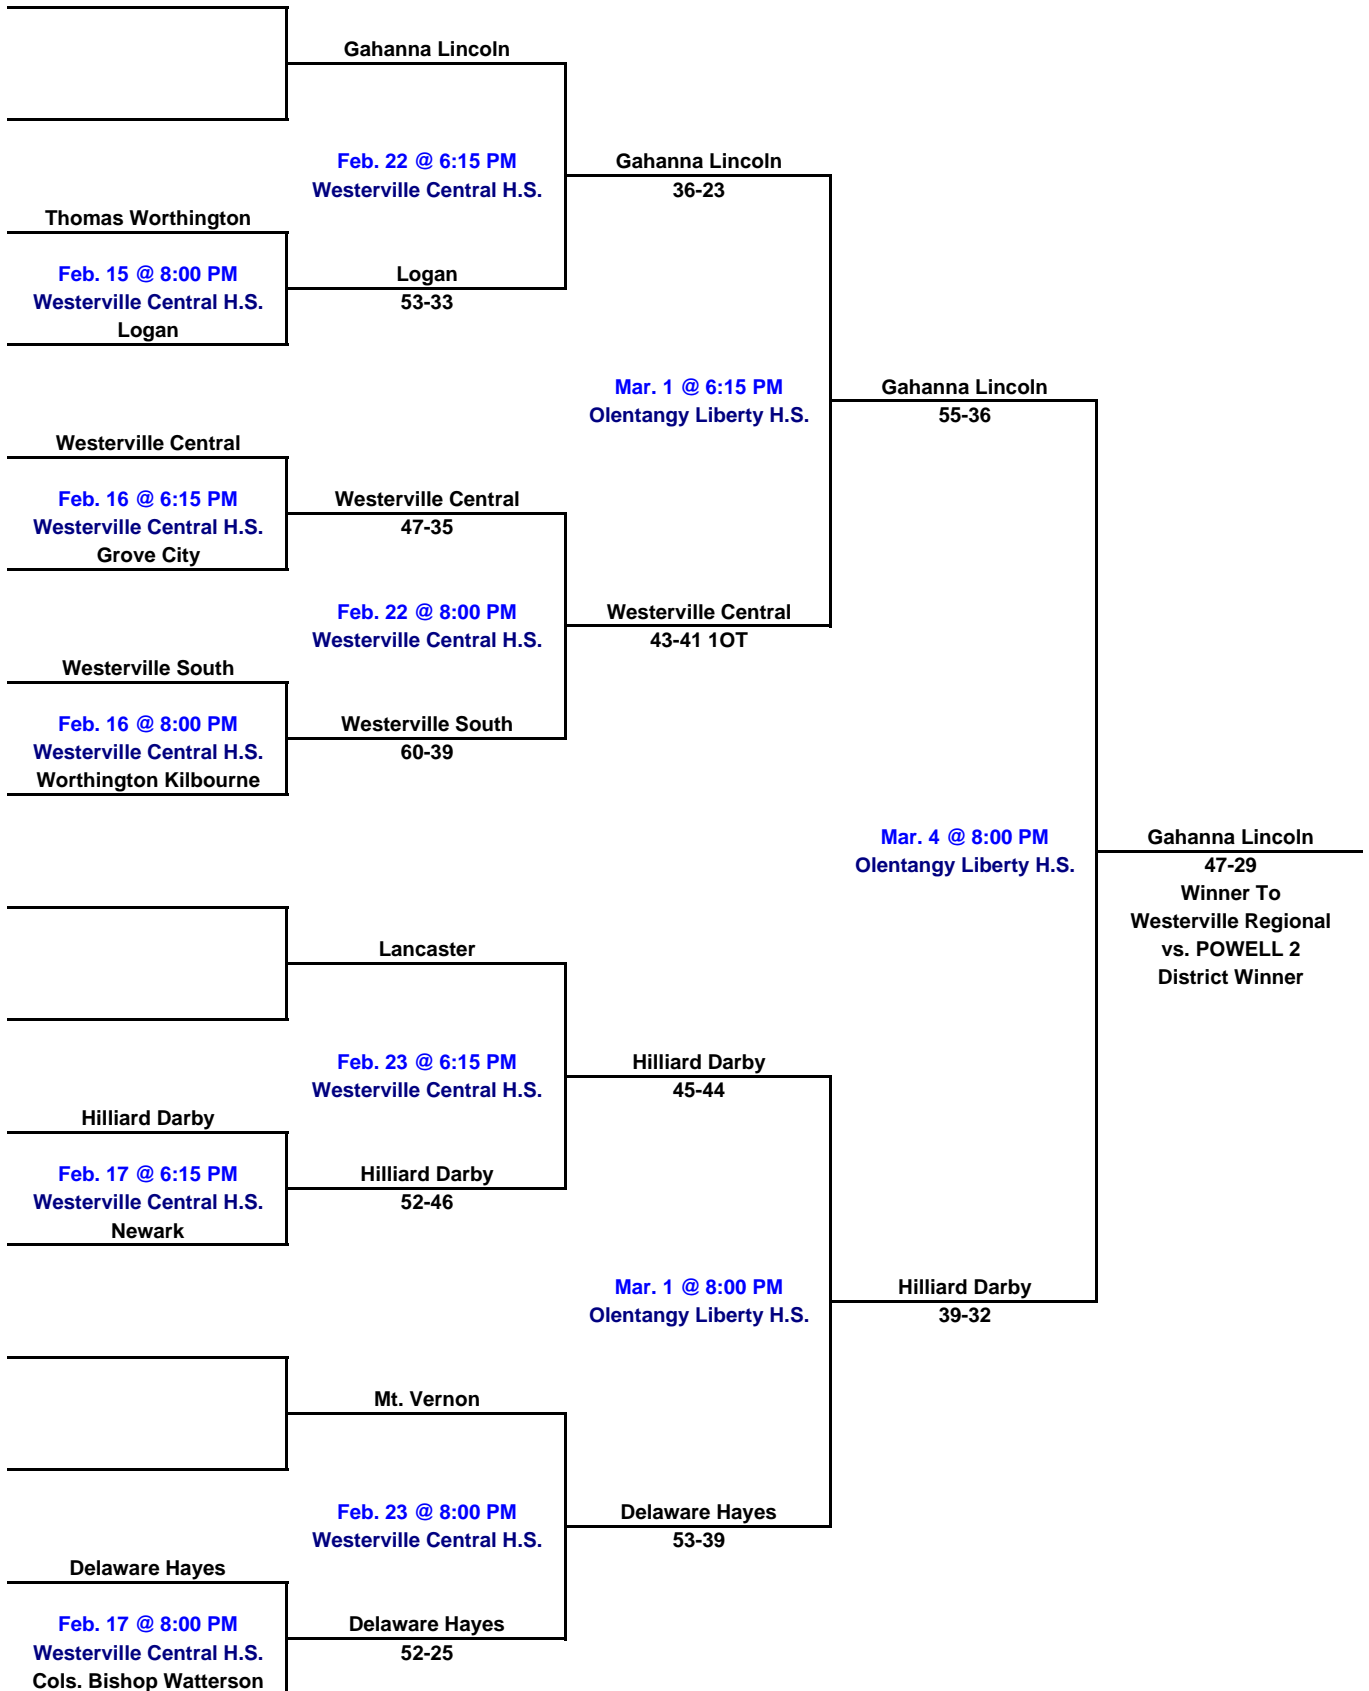 Gahanna Lincoln
Feb. 22 @ 6:15 PM
Westerville Central H.S.
Gahanna Lincoln
36-23
Thomas Worthington
Feb. 15 @ 8:00 PM
Westerville Central H.S.
Logan
Logan
53-33
Mar. 1 @ 6:15 PM
Olentangy Liberty H.S.
Gahanna Lincoln
55-36
Westerville Central
Feb. 16 @ 6:15 PM
Westerville Central H.S.
Grove City
Westerville Central
47-35
Feb. 22 @ 8:00 PM
Westerville Central H.S.
Westerville Central
43-41 1OT
Westerville South
Feb. 16 @ 8:00 PM
Westerville Central H.S.
Worthington Kilbourne
Westerville South
60-39
Mar. 4 @ 8:00 PM
Olentangy Liberty H.S.
Gahanna Lincoln
47-29
Winner To
Westerville Regional
vs. POWELL 2
District Winner
Lancaster
Feb. 23 @ 6:15 PM
Westerville Central H.S.
Hilliard Darby
45-44
Hilliard Darby
Feb. 17 @ 6:15 PM
Westerville Central H.S.
Newark
Hilliard Darby
52-46
Mar. 1 @ 8:00 PM
Olentangy Liberty H.S.
Hilliard Darby
39-32
Mt. Vernon
Feb. 23 @ 8:00 PM
Westerville Central H.S.
Delaware Hayes
53-39
Delaware Hayes
Feb. 17 @ 8:00 PM
Westerville Central H.S.
Cols. Bishop Watterson
Delaware Hayes
52-25